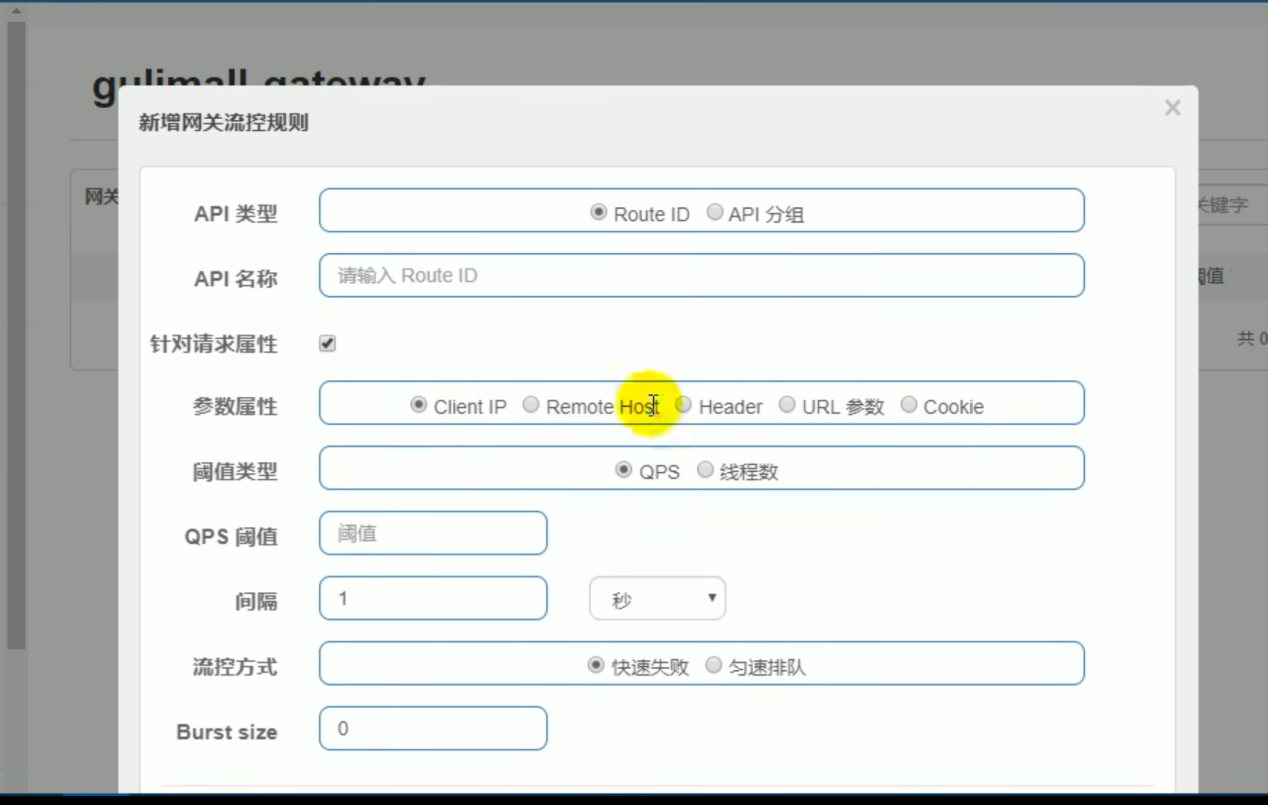 gulimall-gateway
新增网关流控规则
×
网关
关键字
API 类型 Route ID API 分组
API 名称 请输入 Route ID
阈值
针对请求属性
共 0
参数属性 Client IP Remote Host Header URL 参数 Cookie
阈值类型 QPS 线程数
QPS 阈值 阈值
间隔 1 秒
流控方式 快速失败 匀速排队
Burst size 0